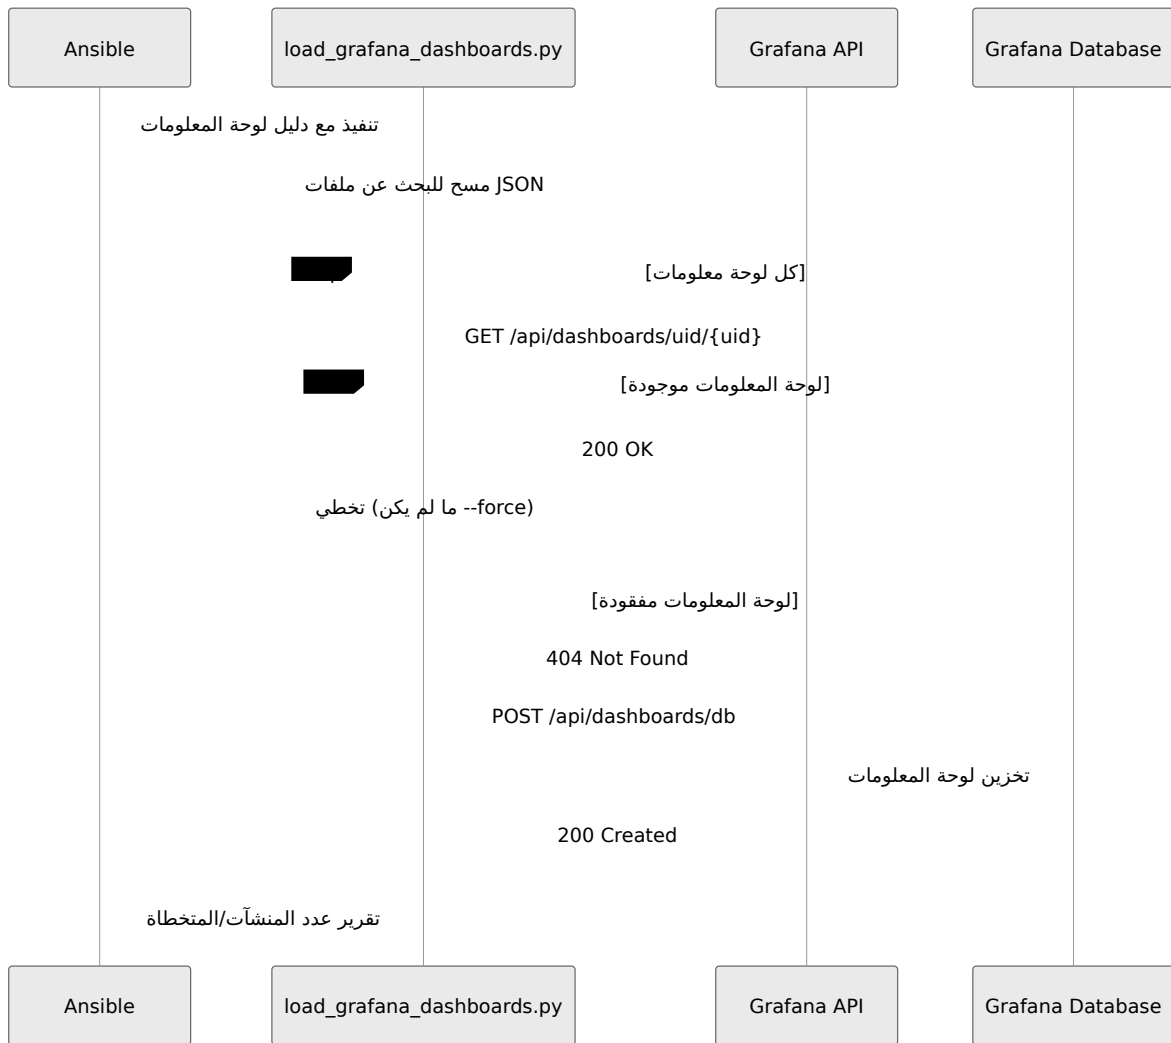 Ansible
load_grafana_dashboards.py
Grafana API
Grafana Database
تنفيذ مع دليل لوحة المعلومات
مسح للبحث عن ملفات JSON
[كل لوحة معلومات]
GET /api/dashboards/uid/{uid}
[لوحة المعلومات موجودة]
200 OK
تخطي (ما لم يكن --force)
[لوحة المعلومات مفقودة]
404 Not Found
POST /api/dashboards/db
تخزين لوحة المعلومات
200 Created
تقرير عدد المنشآت/المتخطاة
Ansible
load_grafana_dashboards.py
Grafana API
Grafana Database